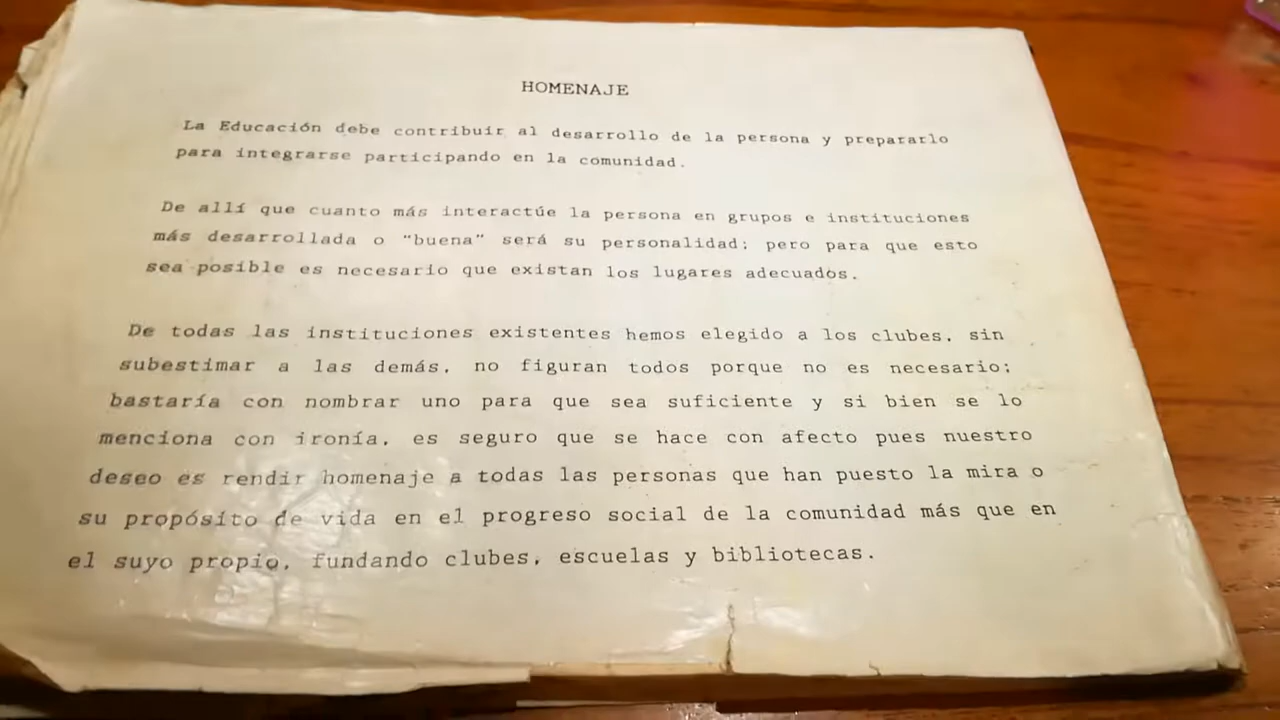 HOMENAJE
La Educación debe contribuir al desarrollo de la persona y prepararlo
para integrarse participando en la comunidad.
De allí que cuanto más interactúe la persona en grupos e instituciones
más desarrollada o "buena" será su personalidad; pero para que esto
sea posible es necesario que existan los lugares adecuados.
De todas las instituciones existentes hemos elegido a los clubes, sin
subestimar a las demás, no figuran todos porque no es necesario;
bastaría con nombrar uno para que sea suficiente y si bien se lo
menciona con ironía, es seguro que se hace con afecto pues nuestro
deseo es rendir homenaje a todas las personas que han puesto la mira o
su propósito de vida en el progreso social de la comunidad más que en
el suyo propio, fundando clubes, escuelas y bibliotecas.